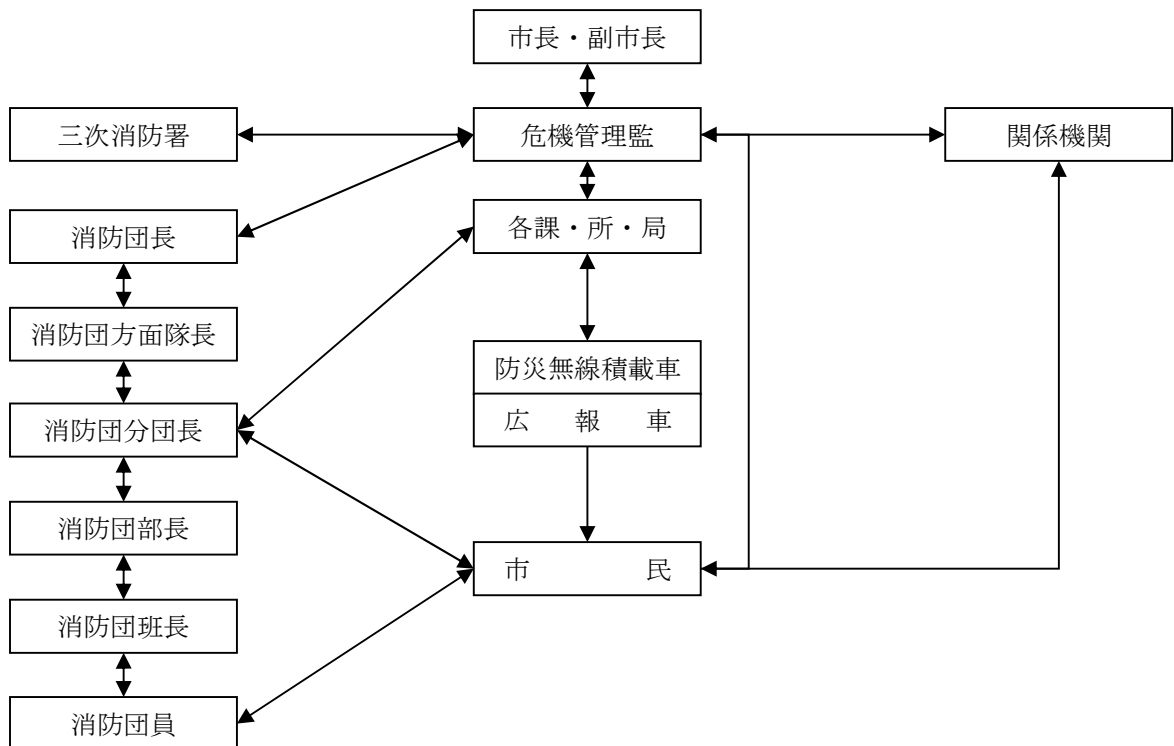 市長・副市長
三次消防署
危機管理監
関係機関
消防団長
各課・所・局
消防団方面隊長
防災無線積載車
消防団分団長
広　報　車
消防団部長
市　　　民
消防団班長
消防団員